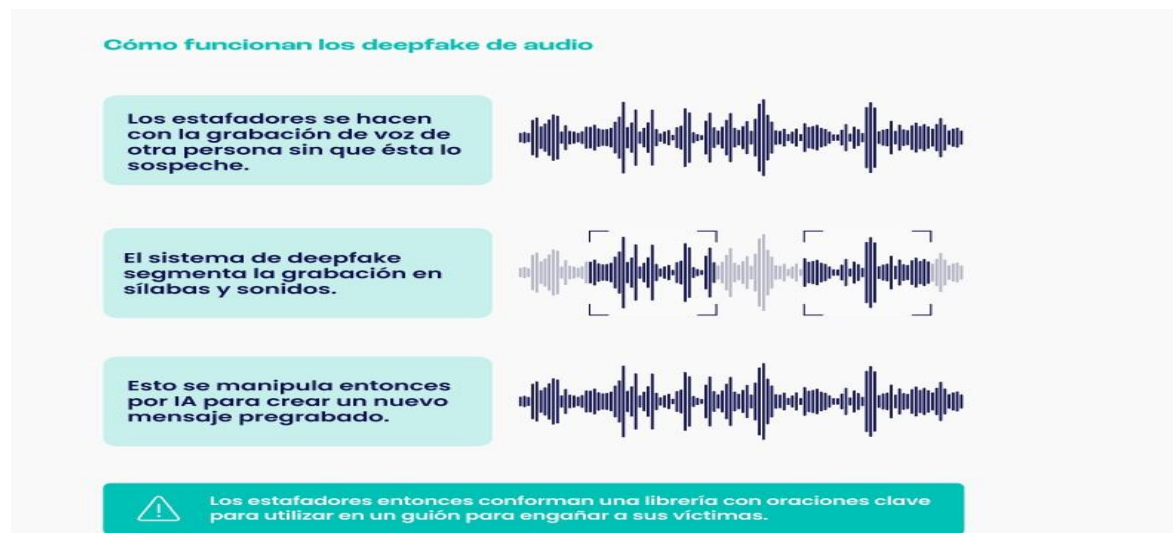 Cómo funcionan los deepfake de audio
Los estafadores se hacen
con la grabación de voz de
otra persona sin que ésta lo
sospeche.
El sistema de deepfake
segmenta la grabación en
sílabas y sonidos.
Esto se manipula entonces
por IA para crear un nuevo
mensaje pregrabado.
Los estafadores entonces conforman una librería con oraciones clave
para utilizar en un guión para engañar a sus víctimas.